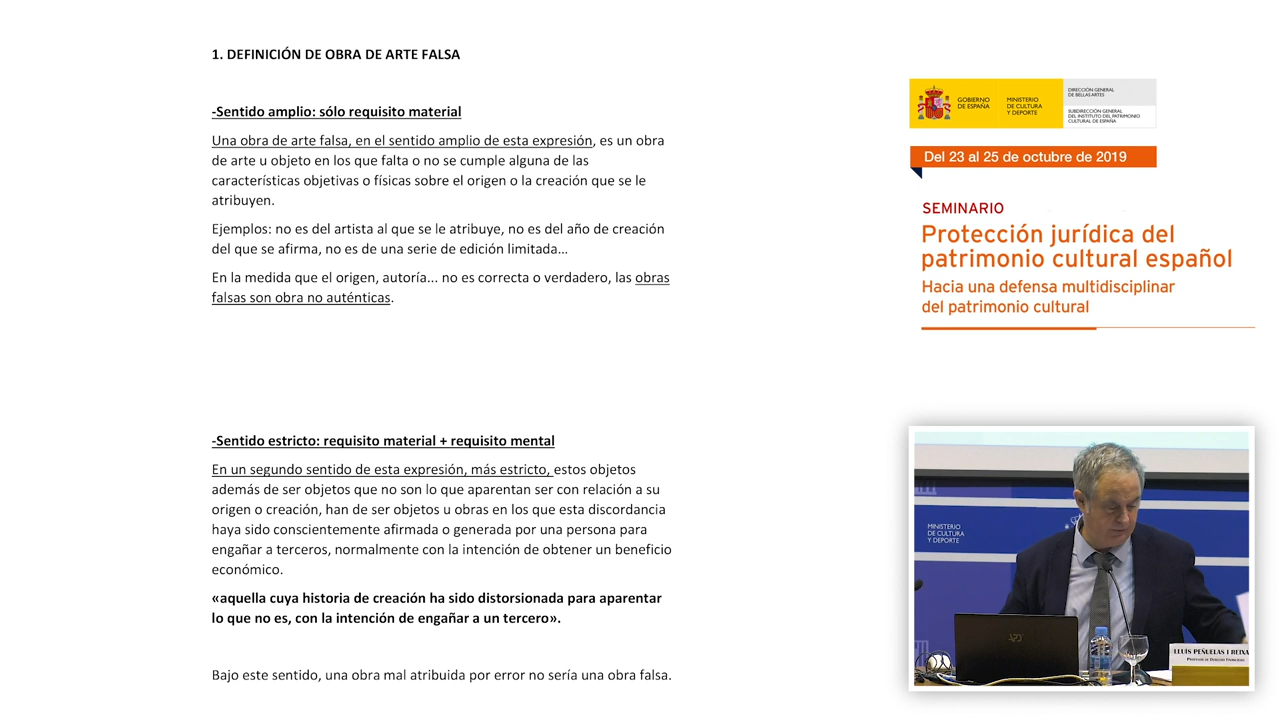 1. DEFINICIÓN DE OBRA DE ARTE FALSA
-Sentido amplio: sólo requisito material
Una obra de arte falsa, en el sentido amplio de esta expresión, es un obra
de arte u objeto en los que falta o no se cumple alguna de las
características objetivas o físicas sobre el origen o la creación que se le
atribuyen.
Ejemplos: no es del artista al que se le atribuye, no es del año de creación
del que se afirma, no es de una serie de edición limitada...
En la medida que el origen, autoría... no es correcta o verdadero, las obras
falsas son obra no auténticas.
-Sentido estricto: requisito material + requisito mental
En un segundo sentido de esta expresión, más estricto, estos objetos
además de ser objetos que no son lo que aparentan ser con relación a su
origen o creación, han de ser objetos u obras en los que esta discordancia
haya sido conscientemente afirmada o generada por una persona para
engañar a terceros, normalmente con la intención de obtener un beneficio
económico.
«aquella cuya historia de creación ha sido distorsionada para aparentar
lo que no es, con la intención de engañar a un tercero».
Bajo este sentido, una obra mal atribuida por error no sería una obra falsa.
GOBIERNO
DE ESPAÑA
MINISTERIO
DE CULTURA
Y DEPORTE
DIRECCIÓN GENERAL
DE BELLAS ARTES
SUBDIRECCIÓN GENERAL
DEL INSTITUTO DEL PATRIMONIO
CULTURAL DE ESPAÑA
Del 23 al 25 de octubre de 2019
SEMINARIO
Protección jurídica del
patrimonio cultural español
Hacia una defensa multidisciplinar
del patrimonio cultural
MINISTERIO
DE CULTURA
Y DEPORTE
LLUÍS PEÑUELAS I REIXA